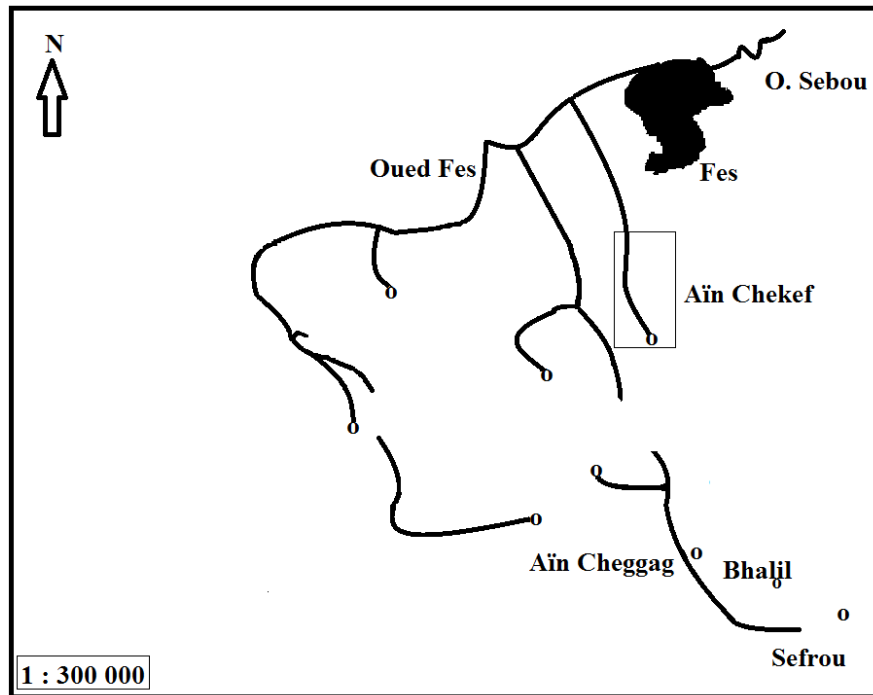 N
O. Sebou
Oued Fes
Fes
Aïn Chekef
Aïn Cheggag
Bhalil
Sefrou
1 : 300 000